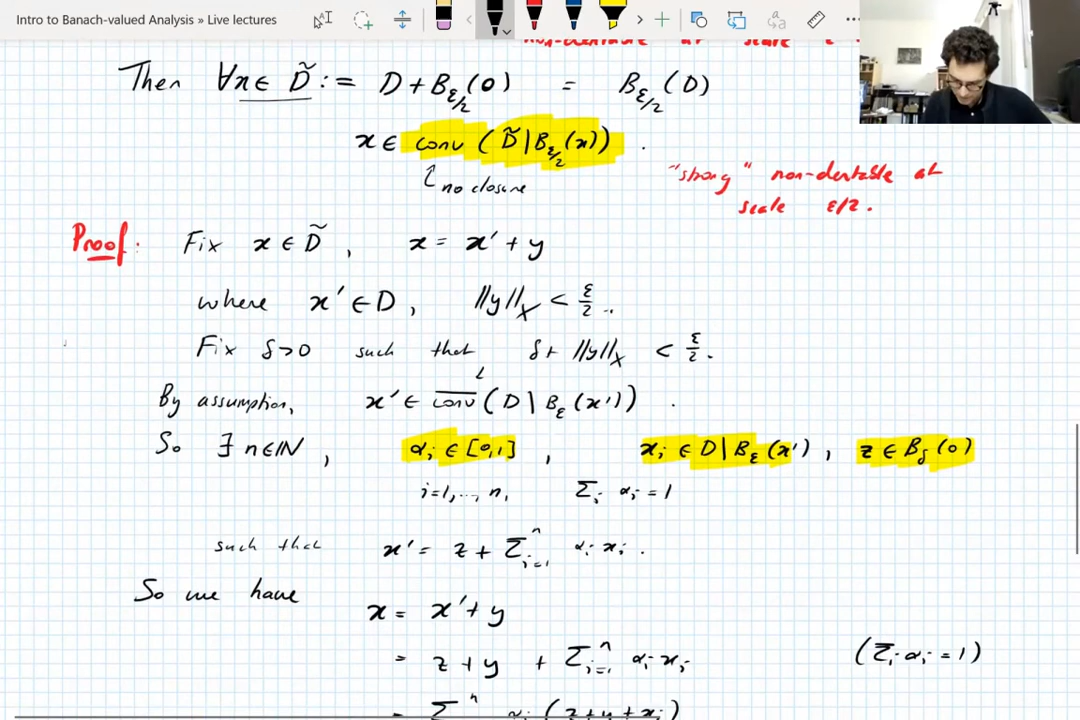 Intro to Banach-valued Analysis » Live lectures
Then ∀x∈ D̃ := D + B_{ε/2}(0) = B_{ε/2}(D)
x ∈ conv (D̃ \ B_{ε/2}(x)) .
no closure
"strong" non-dentable at
scale ε/2.
Proof: Fix x ∈ D̃, x = x' + y
where x' ∈ D, ||y||_X < ε/2 ..
Fix δ>0 such that δ + ||y||_X < ε/2.
By assumption, x' ∈ \overline{conv} (D \ B_ε(x')) .
So ∃ n∈ℕ, α_i ∈ [0,1], x_i ∈ D \ B_ε(x'), z ∈ B_δ(0)
i=1,..., n, Σ_i α_i = 1
such that x' = z + Σ_{i=1}^n α_i x_i .
So we have
x = x' + y
= z + y + Σ_{i=1}^n α_i x_i (Σ_i α_i = 1)
= Σ^n α_i (z+y+x_i)